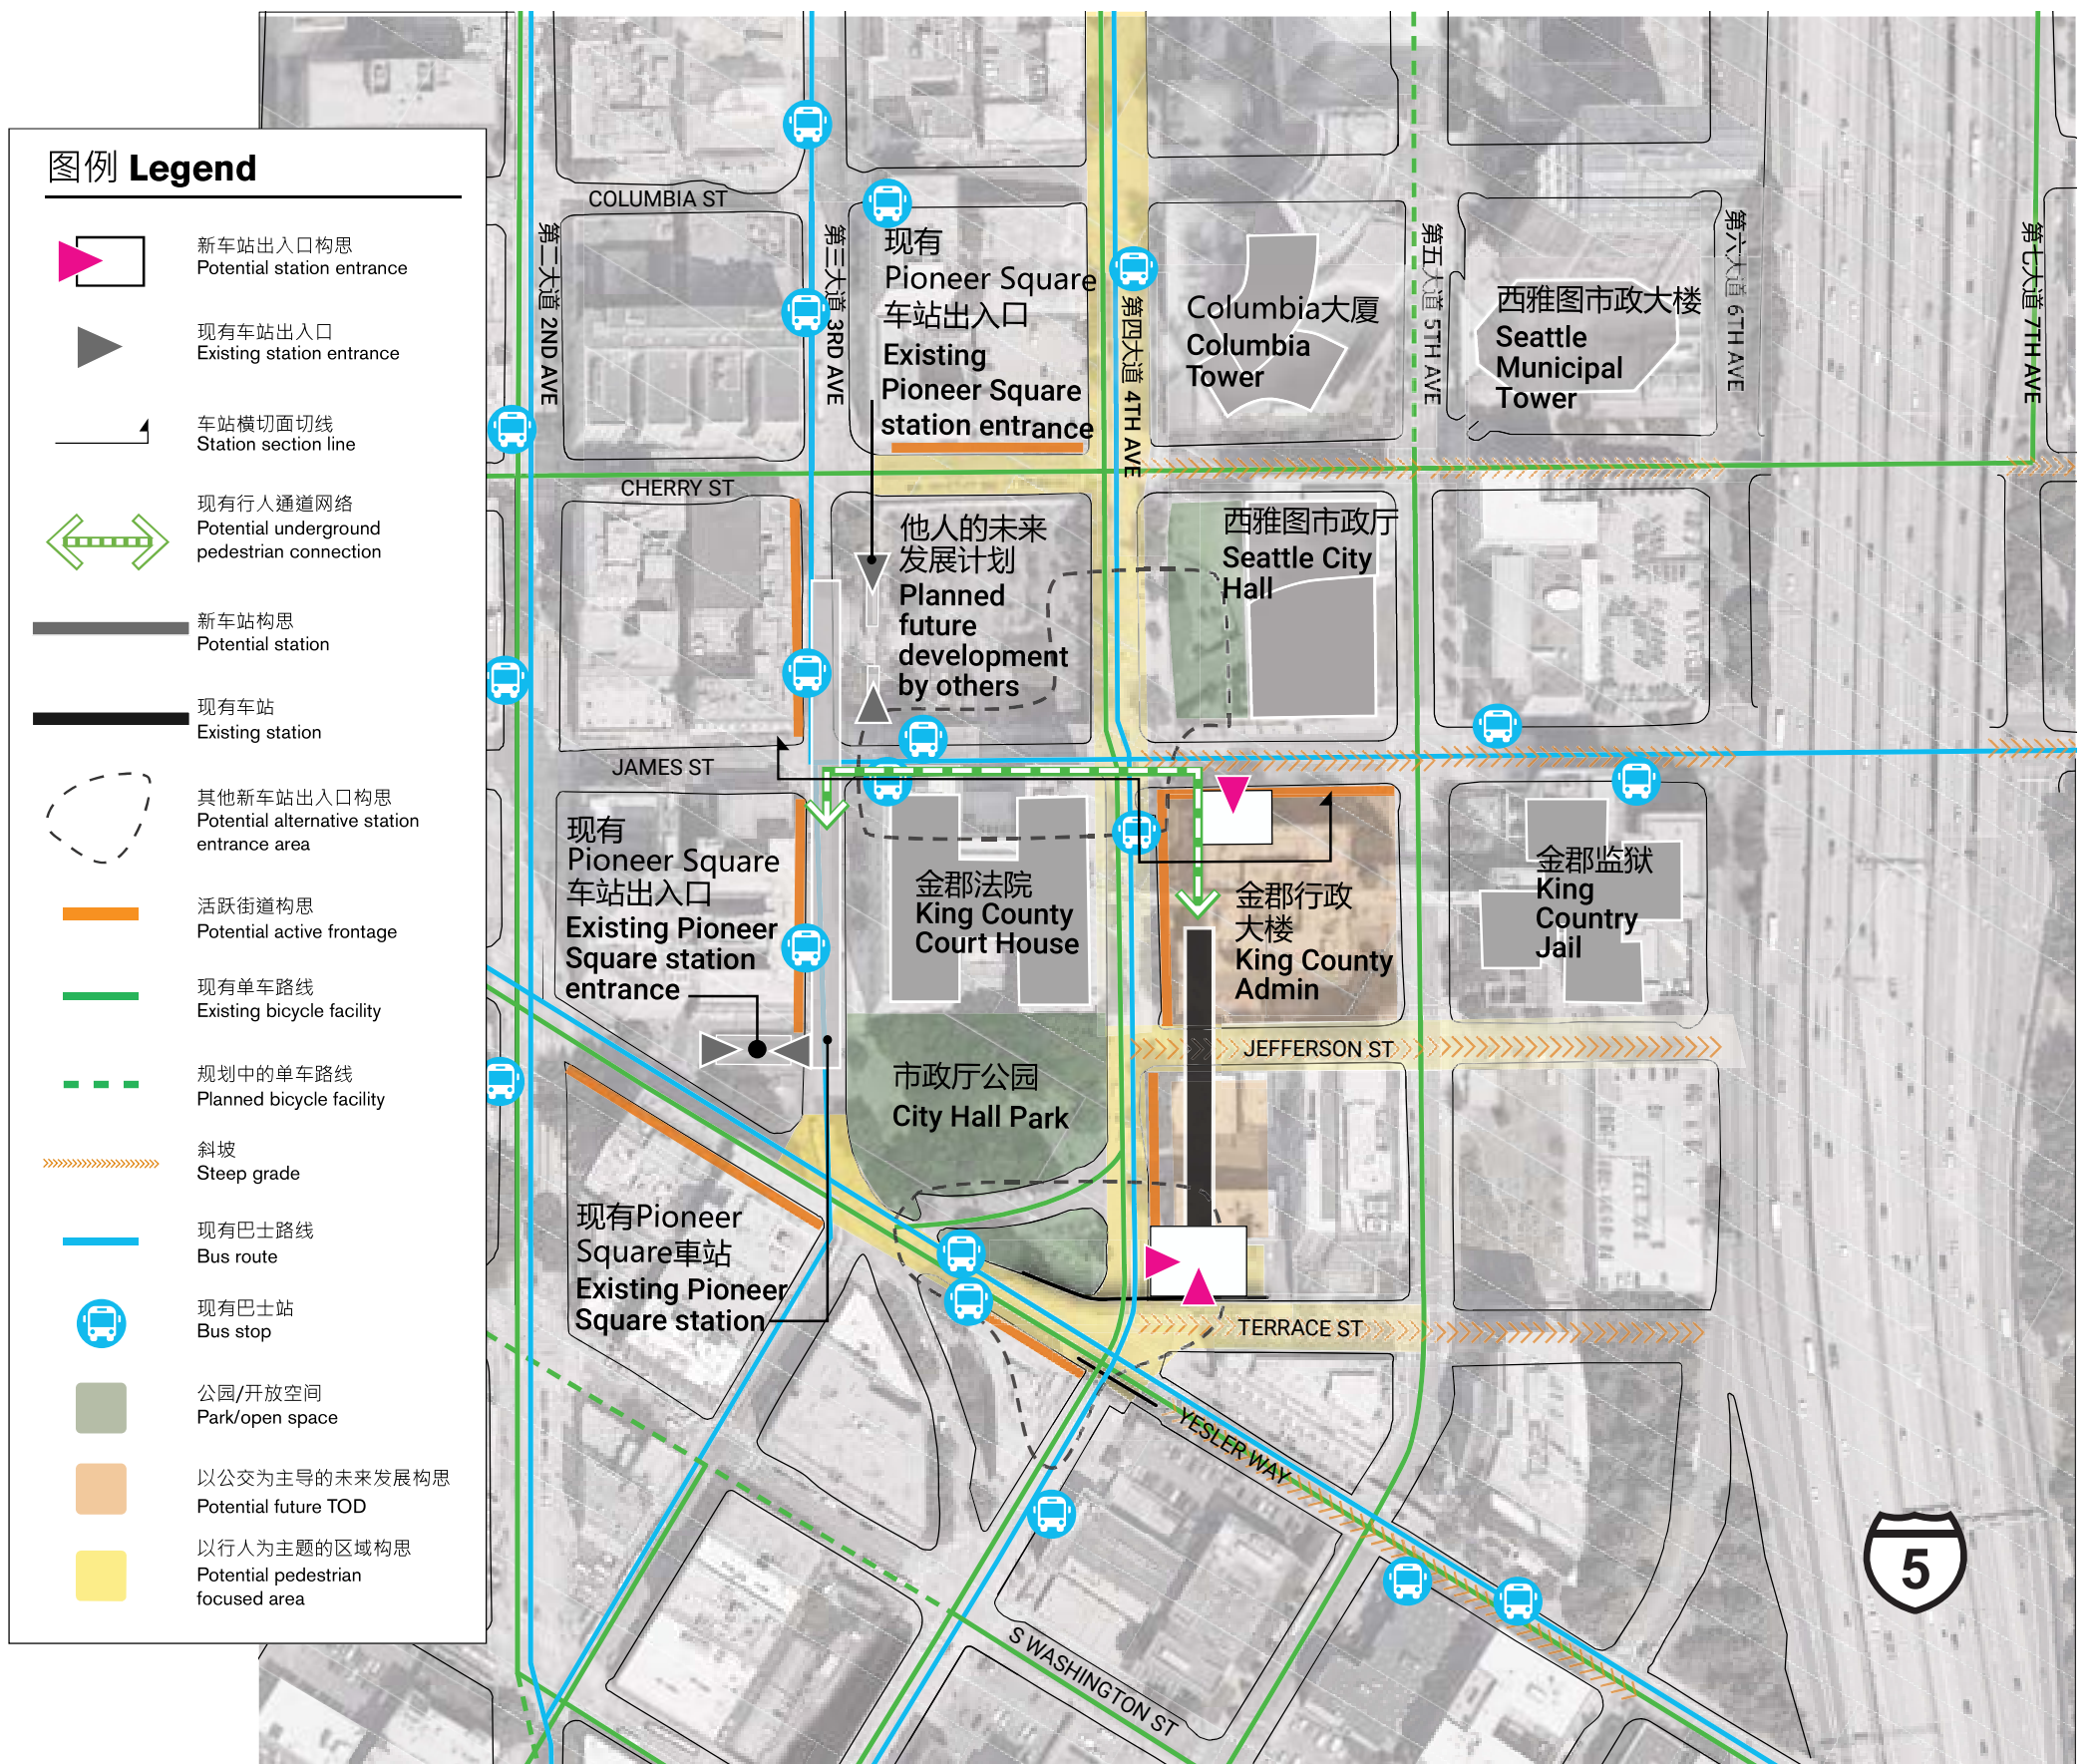 图例 Legend
新车站出入口构思
Potential station entrance
现有车站出入口
Existing station entrance
车站横切面切线
Station section line
现有行人通道网络
Potential underground
pedestrian connection
新车站构思
Potential station
现有车站
Existing station
其他新车站出入口构思
Potential alternative station
entrance area
活跃街道构思
Potential active frontage
现有单车路线
Existing bicycle facility
规划中的单车路线
Planned bicycle facility
斜坡
Steep grade
现有巴士路线
Bus route
现有巴士站
Bus stop
公园/开放空间
Park/open space
以公交为主导的未来发展构思
Potential future TOD
以行人为主题的区域构思
Potential pedestrian
focused area
COLUMBIA ST
第二大道 2ND AVE
第三大道 3RD AVE
现有
Pioneer Square
车站出入口
Existing
Pioneer Square
station entrance
第四大道 4TH AVE
Columbia大厦
Columbia
Tower
第五大道 5TH AVE
西雅图市政大楼
Seattle
Municipal
Tower
第六大道 6TH AVE
第七大道 7TH AVE
CHERRY ST
他人的未来
发展计划
Planned
future
development
by others
西雅图市政厅
Seattle City
Hall
JAMES ST
现有
Pioneer Square
车站出入口
Existing Pioneer
Square station
entrance
金郡法院
King County
Court House
金郡行政
大楼
King County
Admin
金郡监狱
King
Country
Jail
JEFFERSON ST
市政厅公园
City Hall Park
现有Pioneer
Square車站
Existing Pioneer
Square station
TERRACE ST
YESLER WAY
S WASHINGTON ST
5